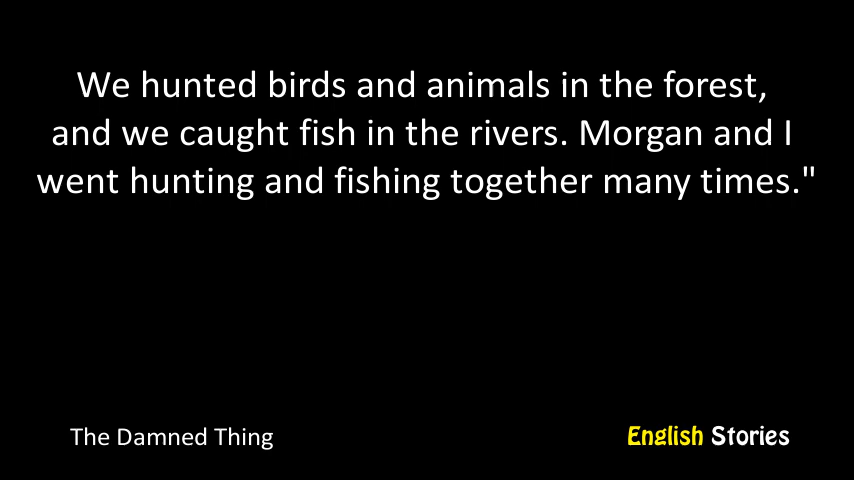 We hunted birds and animals in the forest,
and we caught fish in the rivers. Morgan and I
went hunting and fishing together many times."
The Damned Thing
English Stories